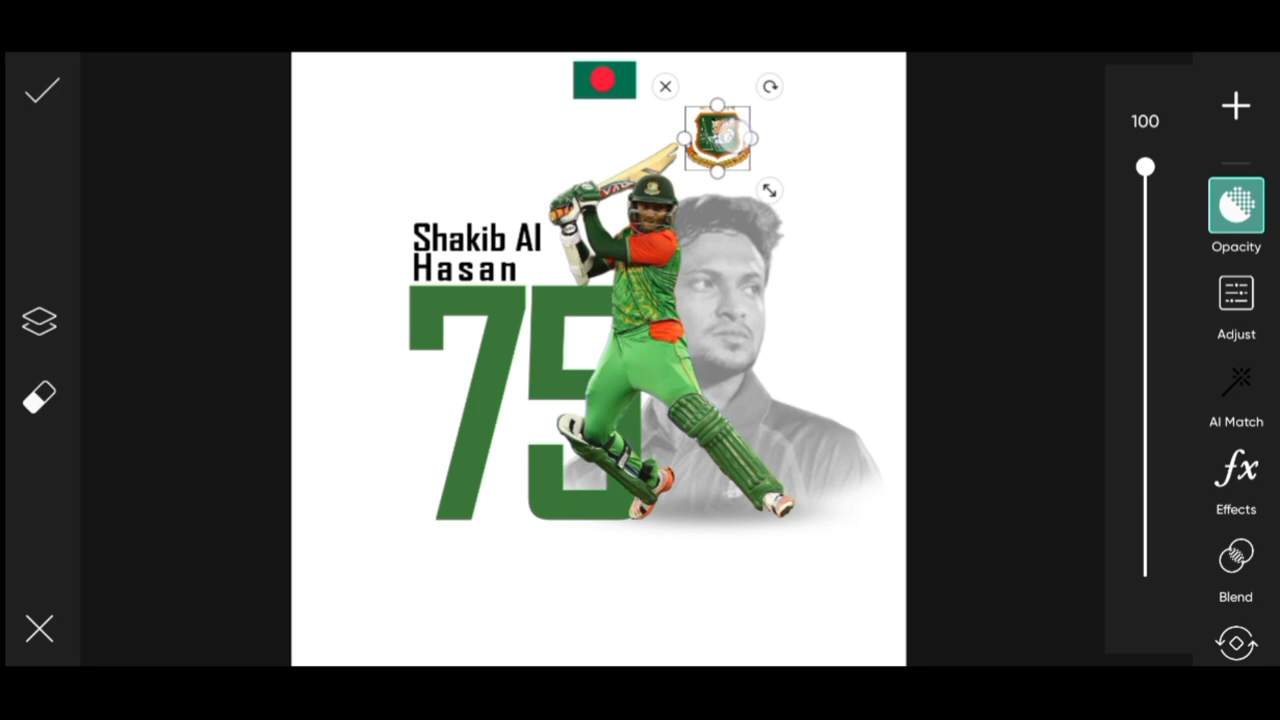 100
Shakib Al
Hasan
75
Opacity
Adjust
AI Match
fx
Effects
Blend